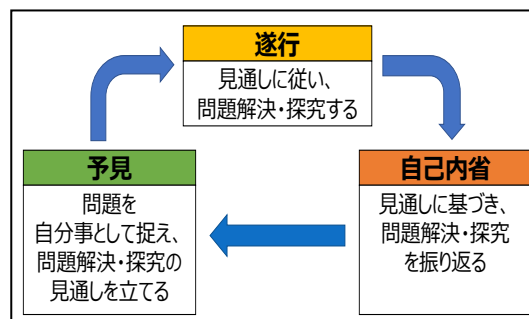 遂行
見通しに従い、
問題解決・探究する
予見
問題を
自分事として捉え、
問題解決・探究の
見通しを立てる
自己内省
見通しに基づき、
問題解決・探究
を振り返る